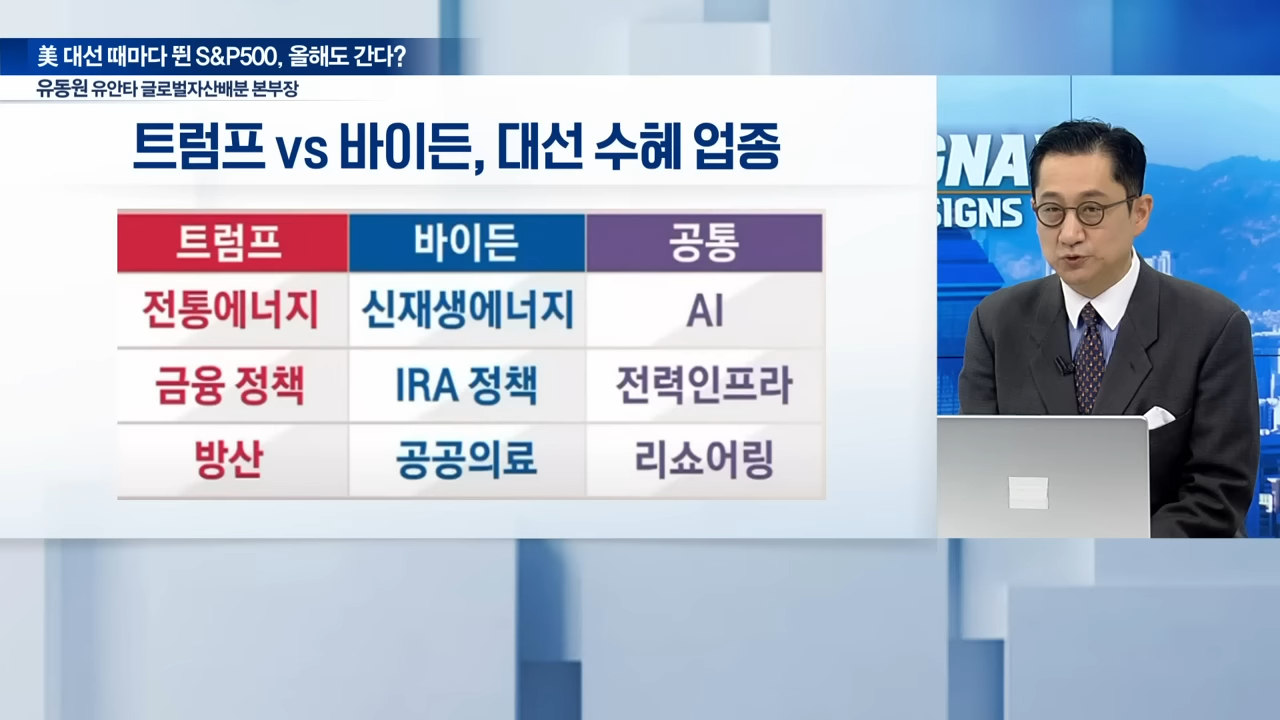 美 대선 때마다 뛴 S&P500, 올해도 간다?
유동원 유안타 글로벌자산배분 본부장
트럼프 vs 바이든, 대선 수혜 업종
트럼프 바이든 공통
전통에너지 신재생에너지 AI
금융 정책 IRA 정책 전력인프라
방산 공공의료 리쇼어링
SIGNS